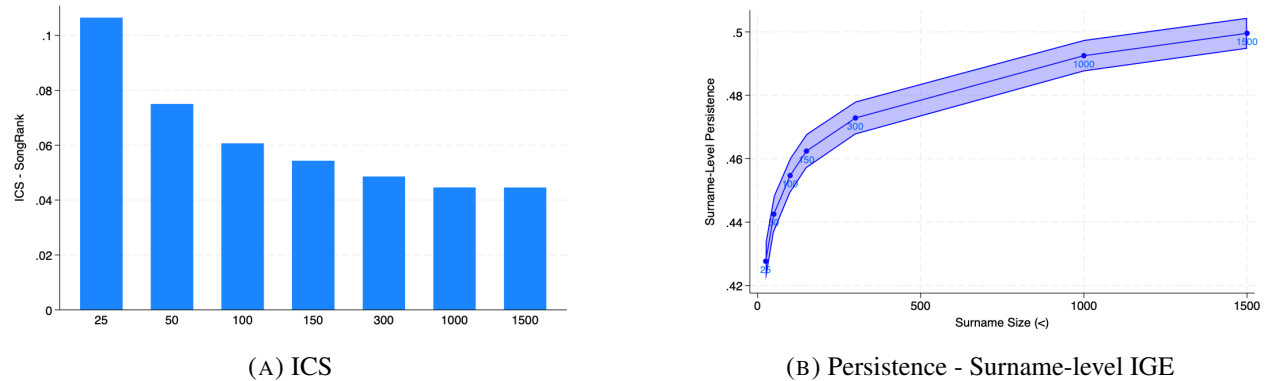 ICS - SongRank
.1
.08
.06
.04
.02
0
25 50 100 150 300 1000 1500
(A) ICS
Surname-Level Persistence
.5
.48
.46
.44
.42
25
50
100
150
300
1000
1500
0 500 1000 1500
Surname Size (<)
(B) Persistence - Surname-level IGE